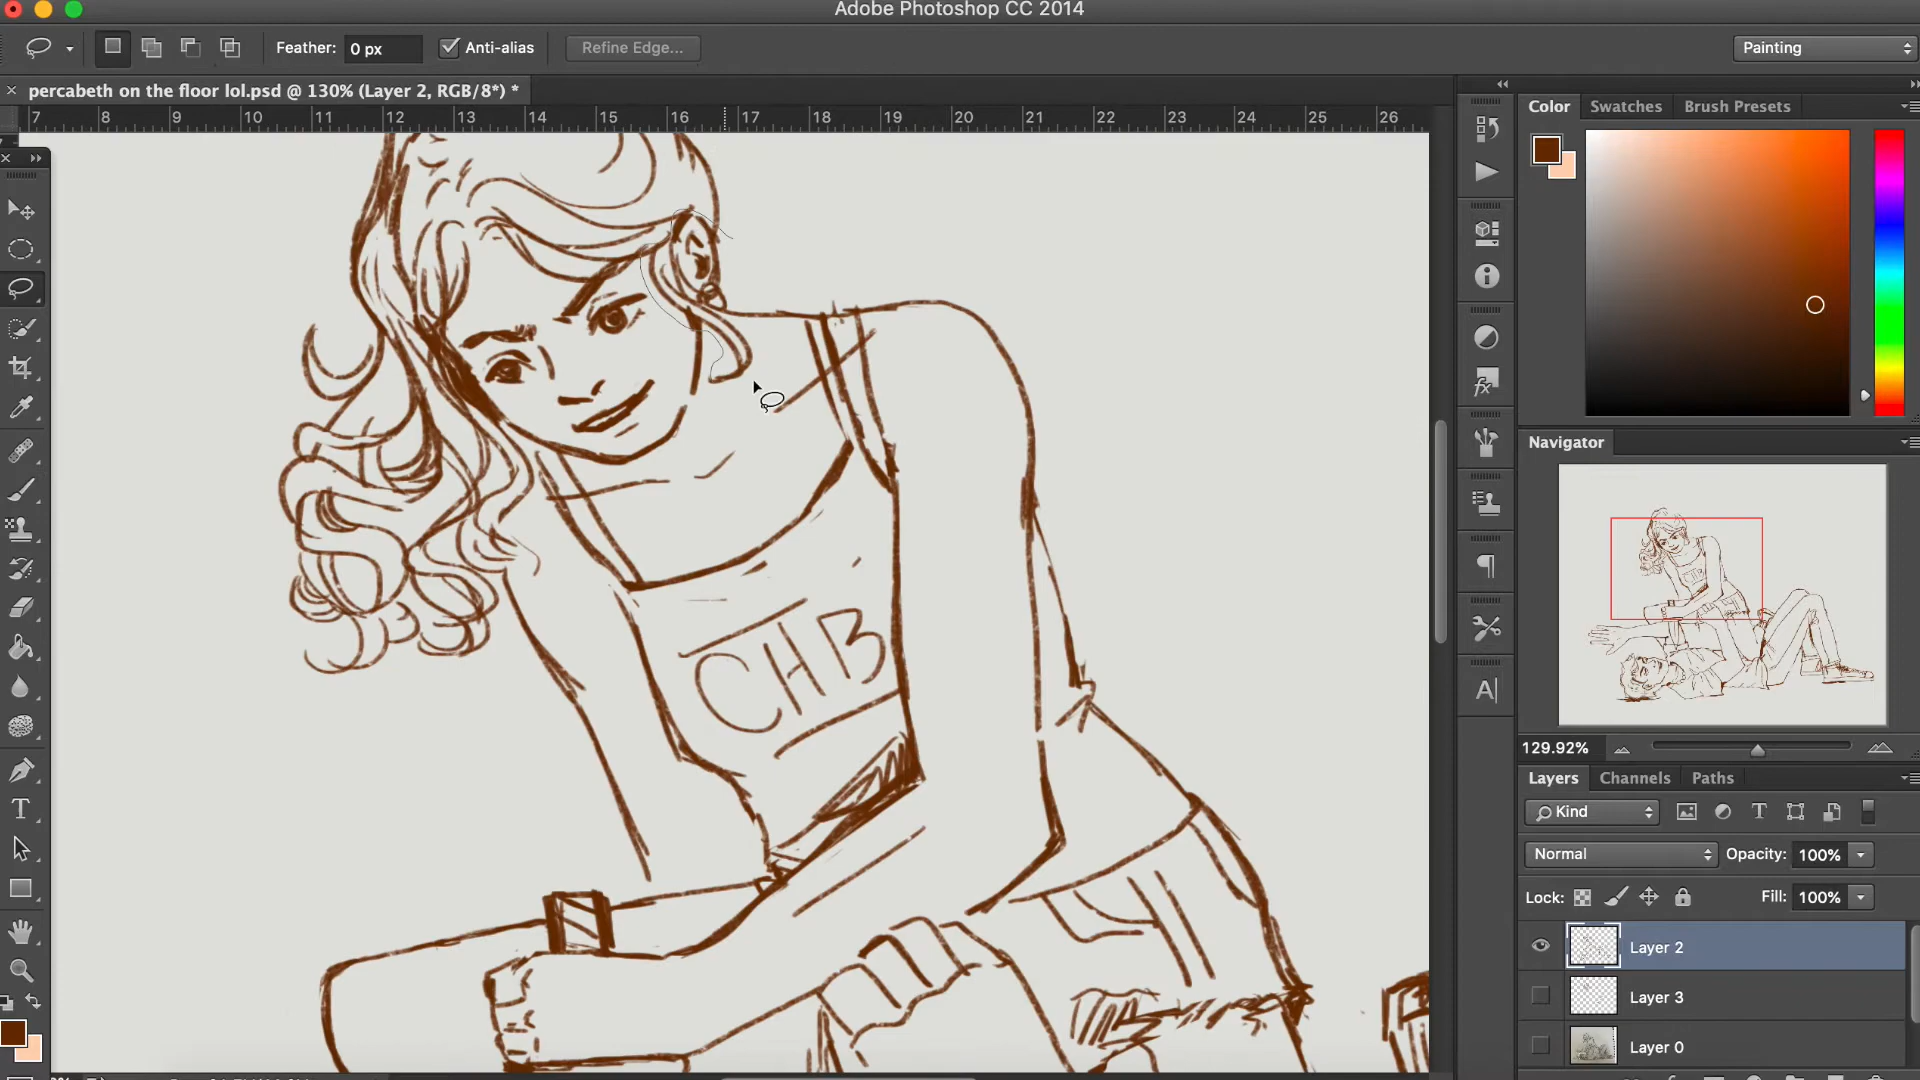 Adobe Photoshop CC 2014
Feather: 0 px Anti-alias Refine Edge... Painting
× percabeth on the floor lol.psd @ 130% (Layer 2, RGB/8*) *
Color Swatches Brush Presets
7 8 9 10 11 12 13 14 15 16 17 18 19 20 21 22 23 24 25 26
CHB
Navigator
129.92%
Layers Channels Paths
Kind
Normal Opacity: 100%
Lock: Fill: 100%
Layer 2
Layer 3
Layer 0